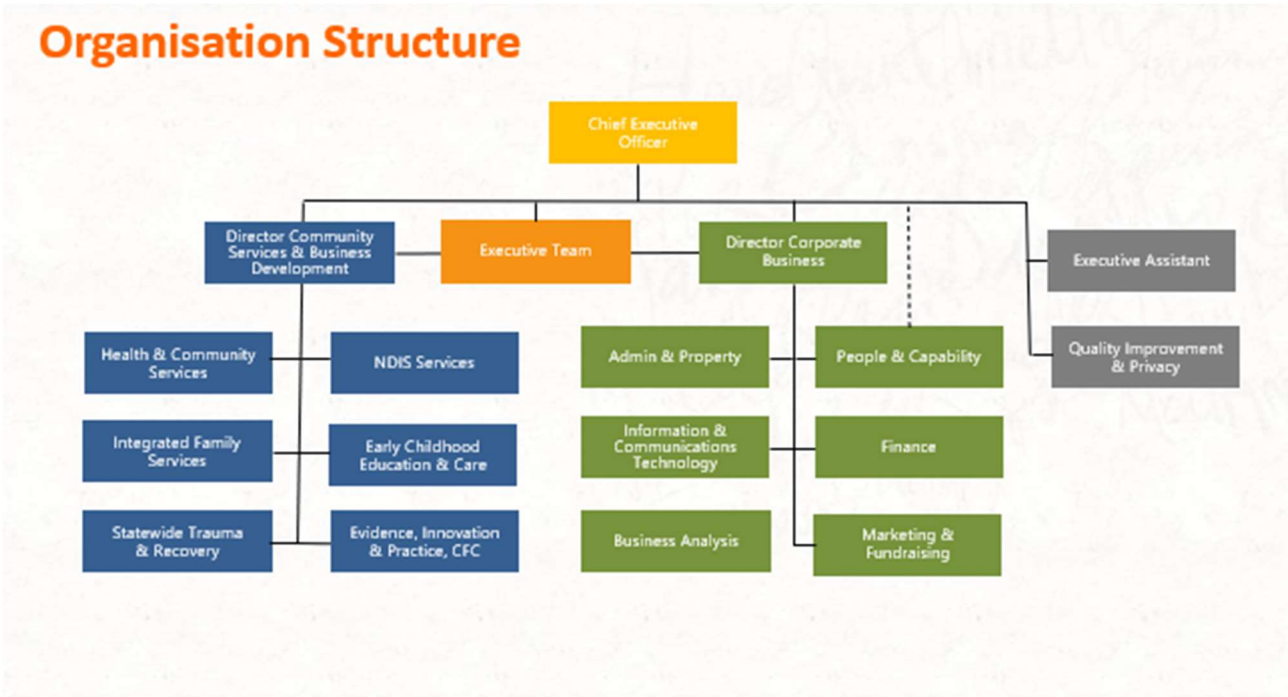 Organisation Structure
Chief Executive
Officer
Director Community
Services & Business
Development
Executive Team
Director Corporate
Business
Executive Assistant
Health & Community
Services
NDIS Services
Admin & Property
People & Capability
Quality Improvement
& Privacy
Integrated Family
Services
Early Childhood
Education & Care
Information &
Communications
Technology
Finance
Statewide Trauma
& Recovery
Evidence, Innovation
& Practice, CFC
Business Analysis
Marketing &
Fundraising